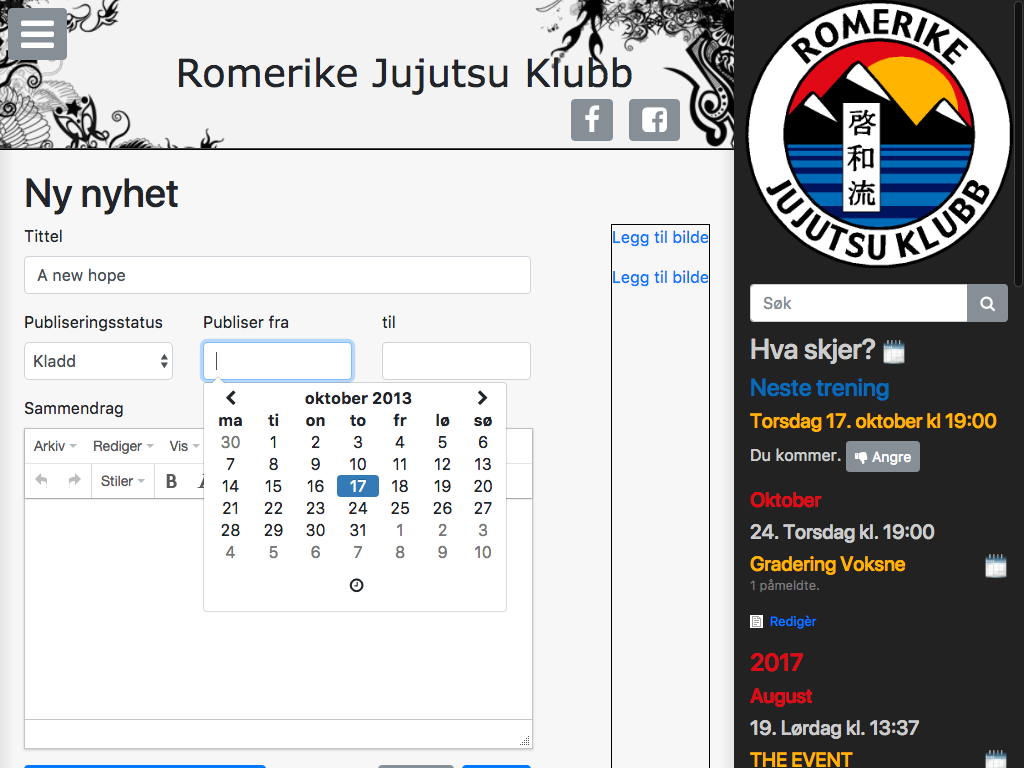 Romerike Jujutsu Klubb
Ny nyhet
Tittel
A new hope
Publiseringsstatus Publiser fra til
Kladd
Sammendrag
Arkiv Rediger Vis
Stiler B
oktober 2013
ma ti on to fr lø sø
30 1 2 3 4 5 6
7 8 9 10 11 12 13
14 15 16 17 18 19 20
21 22 23 24 25 26 27
28 29 30 31 1 2 3
4 5 6 7 8 9 10
Legg til bilde
Legg til bilde
ROMERIKE
啓和流
JUJUTSU KLUBB
Søk
Hva skjer?
Neste trening
Torsdag 17. oktober kl 19:00
Du kommer. Angre
Oktober
24. Torsdag kl. 19:00
Gradering Voksne
1 påmeldte.
Redigèr
2017
August
19. Lørdag kl. 13:37
THE EVENT